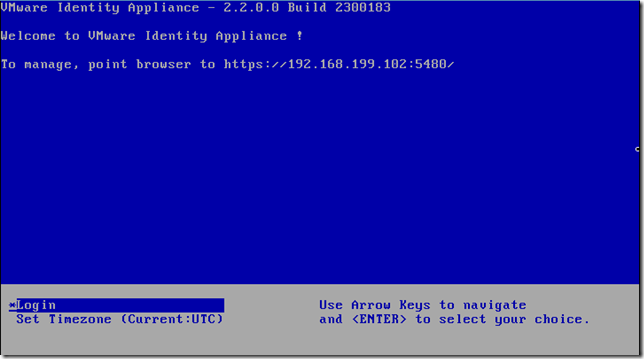 VMware Identity Appliance - 2.2.0.0 Build 2300183
Welcome to VMware Identity Appliance !
To manage, point browser to https://192.168.199.102:5480/
c
*Login
Set Timezone (Current:UTC)
Use Arrow Keys to navigate
and <ENTER> to select your choice.